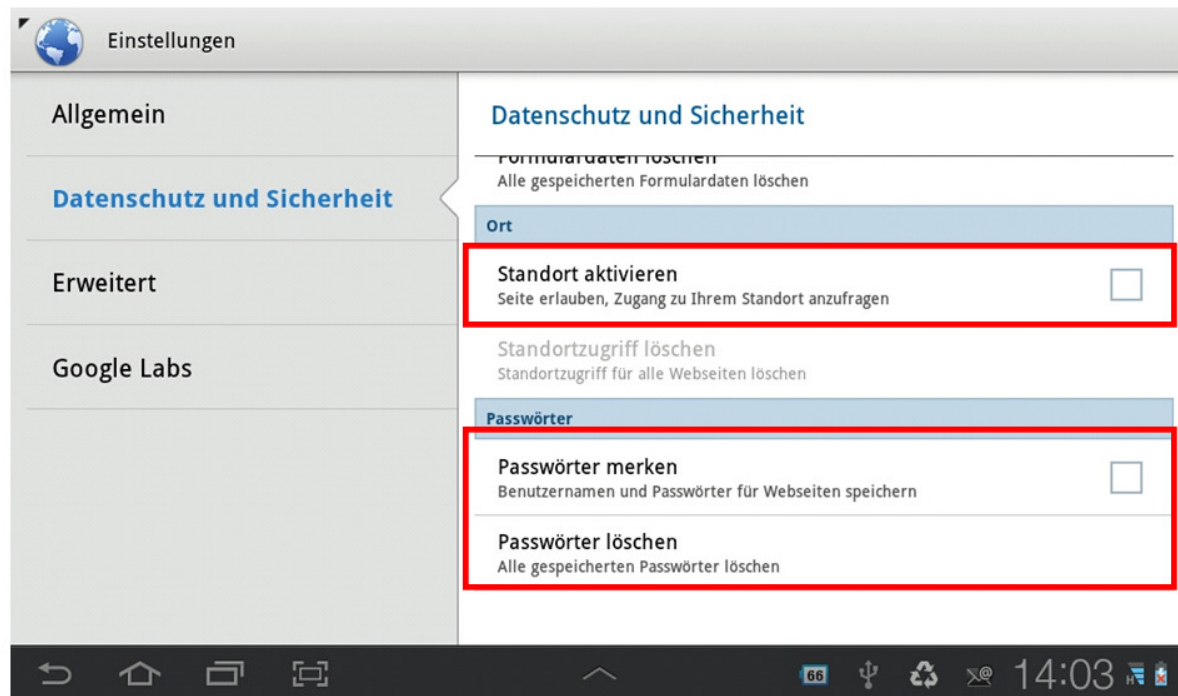 Einstellungen
Allgemein
Datenschutz und Sicherheit
Erweitert
Google Labs
Datenschutz und Sicherheit
Formulardaten löschen
Alle gespeicherten Formulardaten löschen
Ort
Standort aktivieren
Seite erlauben, Zugang zu Ihrem Standort anzufragen
Standortzugriff löschen
Standortzugriff für alle Webseiten löschen
Passwörter
Passwörter merken
Benutzernamen und Passwörter für Webseiten speichern
Passwörter löschen
Alle gespeicherten Passwörter löschen
66
14:03
H